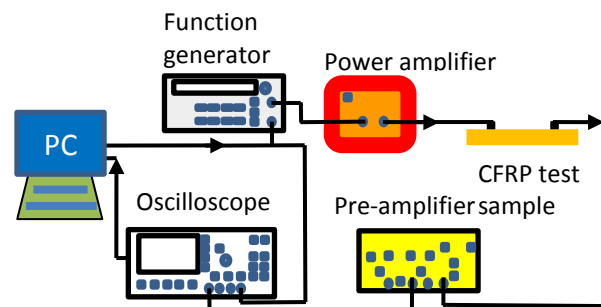 Function
generator
Power amplifier
PC
CFRP test
sample
Oscilloscope
Pre-amplifier